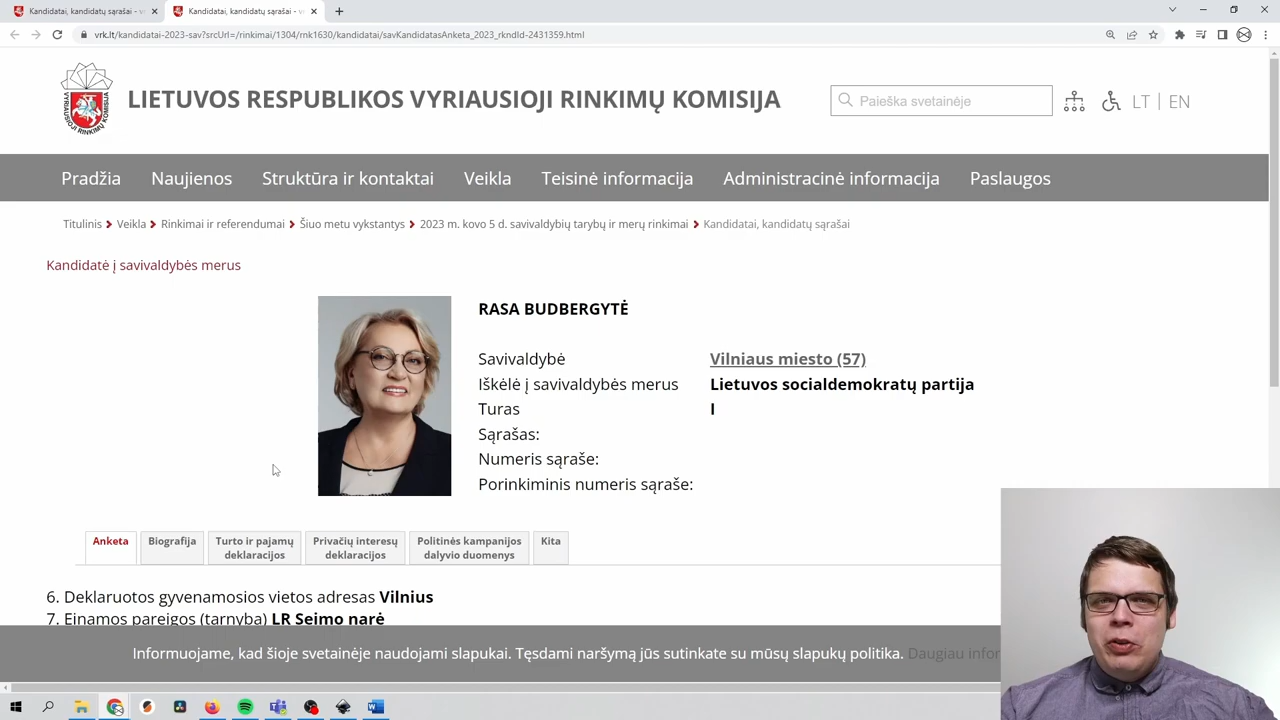 Kandidatai, kandidatų sąrašai - v
Kandidatai, kandidatų sąrašai - v
vrk.lt/kandidatai-2023-sav?srcUrl=/rinkimai/1304/rnk1630/kandidatai/savKandidatasAnketa_2023_rkndId-2431359.html
VYRIAUSIOJI RINKIMŲ KOMISIJA
LIETUVOS RESPUBLIKOS VYRIAUSIOJI RINKIMŲ KOMISIJA
Paieška svetainėje
LT | EN
Pradžia Naujienos Struktūra ir kontaktai Veikla Teisinė informacija Administracinė informacija Paslaugos
Titulinis Veikla Rinkimai ir referendumai Šiuo metu vykstantys 2023 m. kovo 5 d. savivaldybių tarybų ir merų rinkimai Kandidatai, kandidatų sąrašai
Kandidatė į savivaldybės merus
RASA BUDBERGYTĖ
Savivaldybė Vilniaus miesto (57)
Iškėlė į savivaldybės merus Lietuvos socialdemokratų partija
Turas I
Sąrašas:
Numeris sąraše:
Porinkiminis numeris sąraše:
Anketa
Biografija
Turto ir pajamų
deklaracijos
Privačių interesų
deklaracijos
Politinės kampanijos
dalyvio duomenys
Kita
6. Deklaruotos gyvenamosios vietos adresas Vilnius
7. Einamos pareigos (tarnyba) LR Seimo narė
Informuojame, kad šioje svetainėje naudojami slapukai. Tęsdami naršymą jūs sutinkate su mūsų slapukų politika. Daugiau infor